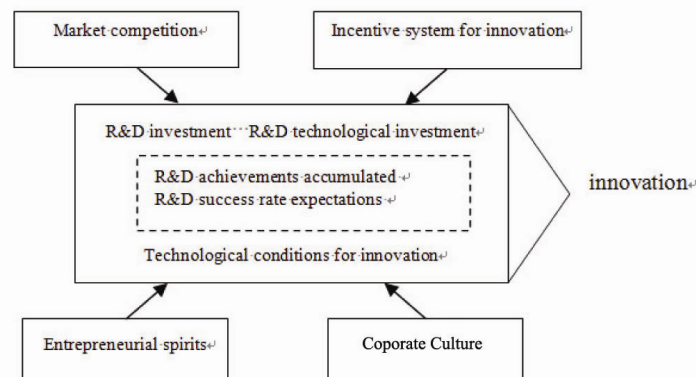 Market competition
Incentive system for innovation
R&D investment…R&D technological investment
R&D achievements accumulated
R&D success rate expectations
innovation
Technological conditions for innovation
Entrepreneurial spirits
Coporate Culture